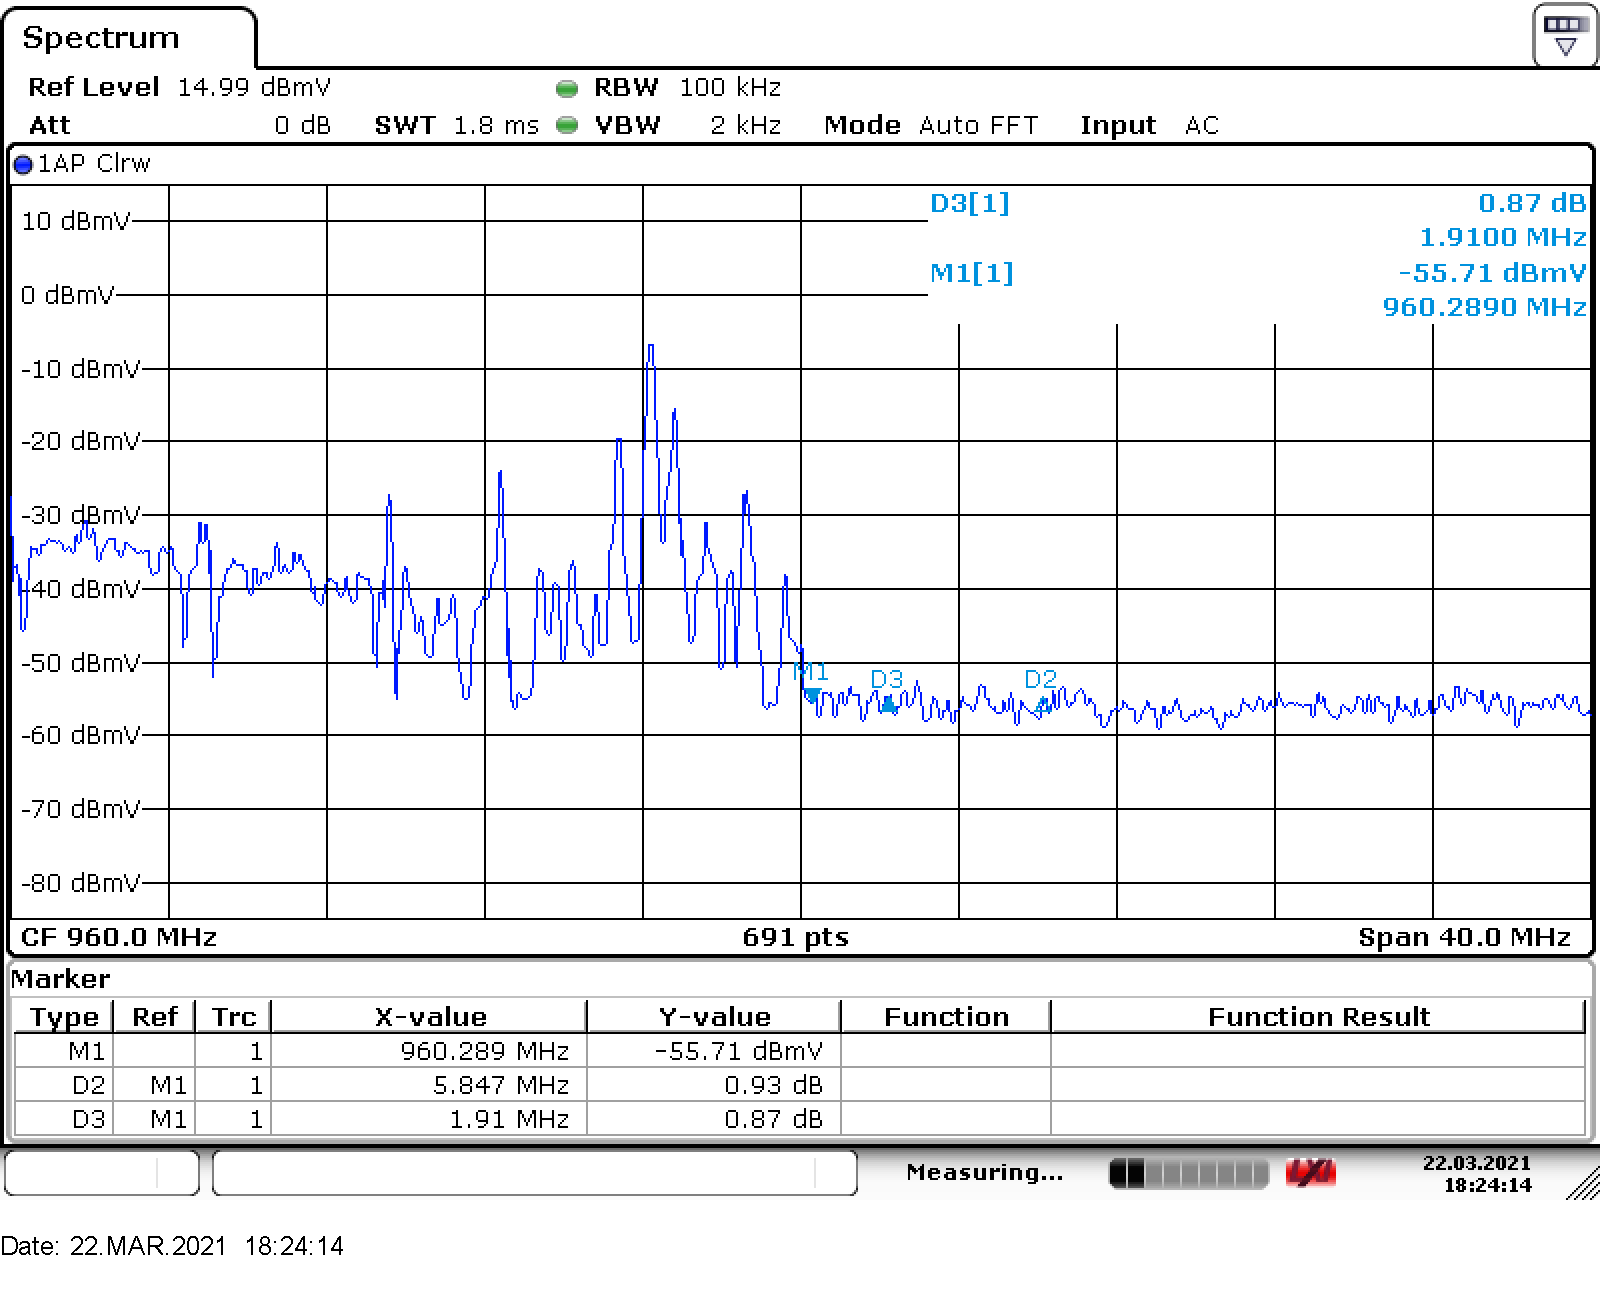 Spectrum
Ref Level 14.99 dBmV RBW 100 kHz
Att 0 dB SWT 1.8 ms VBW 2 kHz Mode Auto FFT Input AC
1AP Clrw
D3[1] 0.87 dB
1.9100 MHz
M1[1] -55.71 dBmV
960.2890 MHz
10 dBmV
0 dBmV
-10 dBmV
-20 dBmV
-30 dBmV
-40 dBmV
-50 dBmV
M1 D3 D2
-60 dBmV
-70 dBmV
-80 dBmV
CF 960.0 MHz 691 pts Span 40.0 MHz
Marker
Type Ref Trc X-value Y-value Function Function Result
M1 1 960.289 MHz -55.71 dBmV
D2 M1 1 5.847 MHz 0.93 dB
D3 M1 1 1.91 MHz 0.87 dB
Measuring... LXI 22.03.2021
18:24:14
Date: 22.MAR.2021 18:24:14